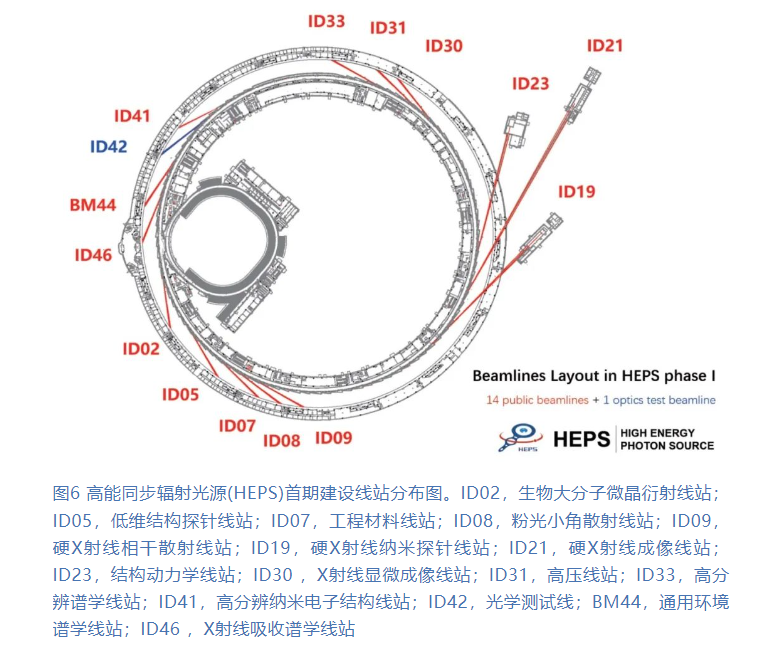 ID33
ID31
ID30
ID21
ID23
ID41
ID42
ID19
BM44
ID46
ID02
ID05
ID07
ID08
ID09
Beamlines Layout in HEPS phase I
14 public beamlines + 1 optics test beamline
HEPS
HEPS
HIGH ENERGY
PHOTON SOURCE
图6 高能同步辐射光源(HEPS)首期建设线站分布图。ID02，生物大分子微晶衍射线站；
ID05，低维结构探针线站；ID07，工程材料线站；ID08，粉光小角散射线站；ID09，
硬X射线相干散射线站；ID19，硬X射线纳米探针线站；ID21，硬X射线成像线站；
ID23，结构动力学线站；ID30 ，X射线显微成像线站；ID31，高压线站；ID33，高分
辨谱学线站；ID41，高分辨纳米电子结构线站；ID42，光学测试线；BM44，通用环境
谱学线站；ID46 ，X射线吸收谱学线站